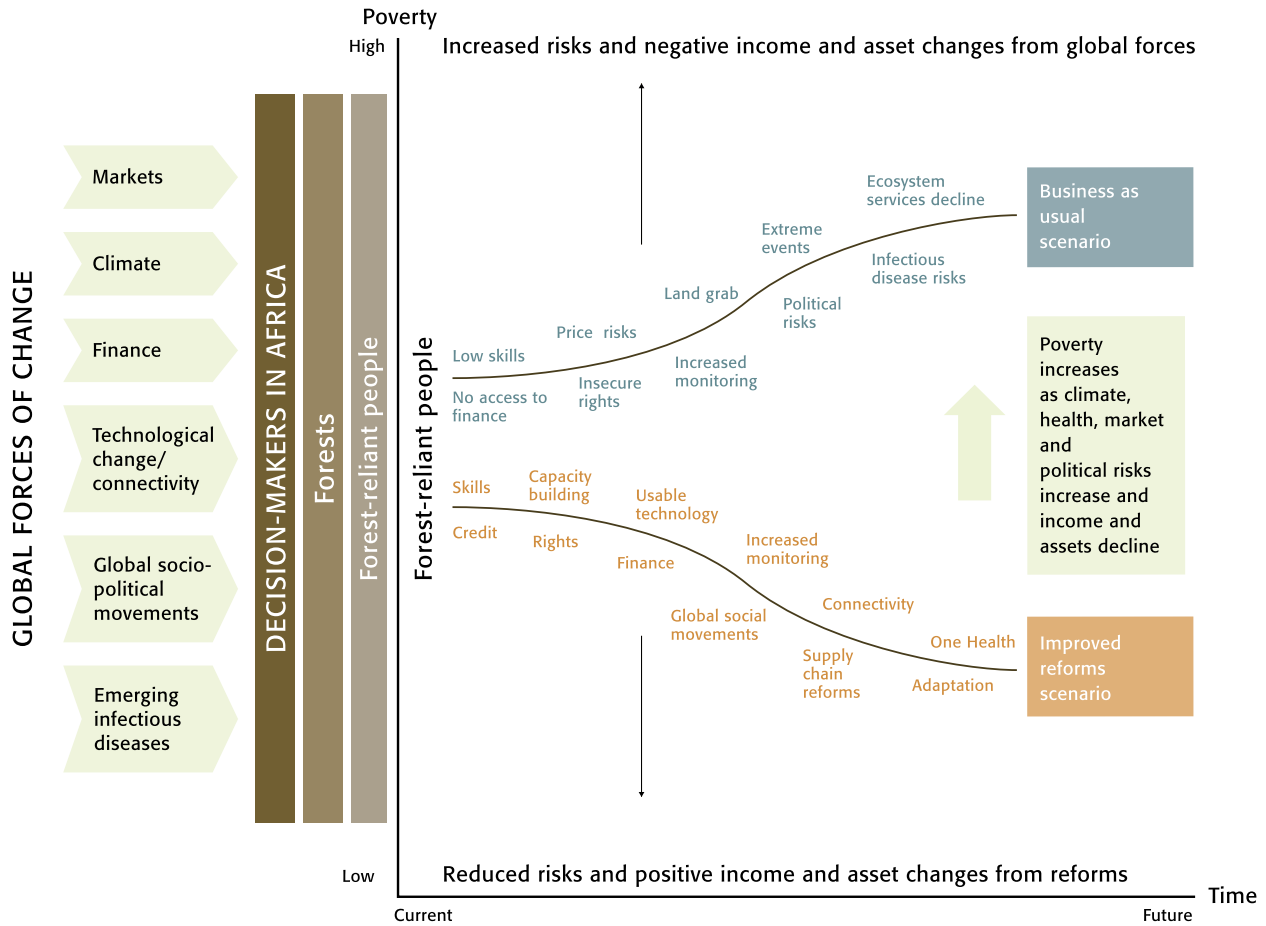 Poverty
High
Increased risks and negative income and asset changes from global forces
GLOBAL FORCES OF CHANGE
Markets
Climate
Finance
Technological
change/
connectivity
Global socio-
political
movements
Emerging
infectious
diseases
DECISION-MAKERS IN AFRICA
Forests
Forest-reliant people
Forest-reliant people
Low skills
No access to
finance
Price risks
Insecure
rights
Land grab
Increased
monitoring
Extreme
events
Political
risks
Ecosystem
services decline
Infectious
disease risks
Business as
usual
scenario
Poverty
increases
as climate,
health, market
and
political risks
increase and
income and
assets decline
Skills
Credit
Capacity
building
Rights
Usable
technology
Finance
Increased
monitoring
Global social
movements
Connectivity
Supply
chain
reforms
One Health
Adaptation
Improved
reforms
scenario
Low
Reduced risks and positive income and asset changes from reforms
Time
Current
Future